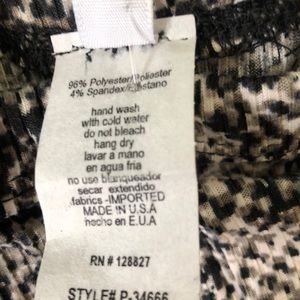 96% Polyester/Poliester
4% Spandex/Elastano
hand wash
with cold water
do not bleach
hang dry
lavar a mano
en agua fria
no use blanqueador
secar extendido
fabrics -IMPORTED
MADE IN U.S.A
hecho en E.U.A
RN # 128827
STYLE# P-34666